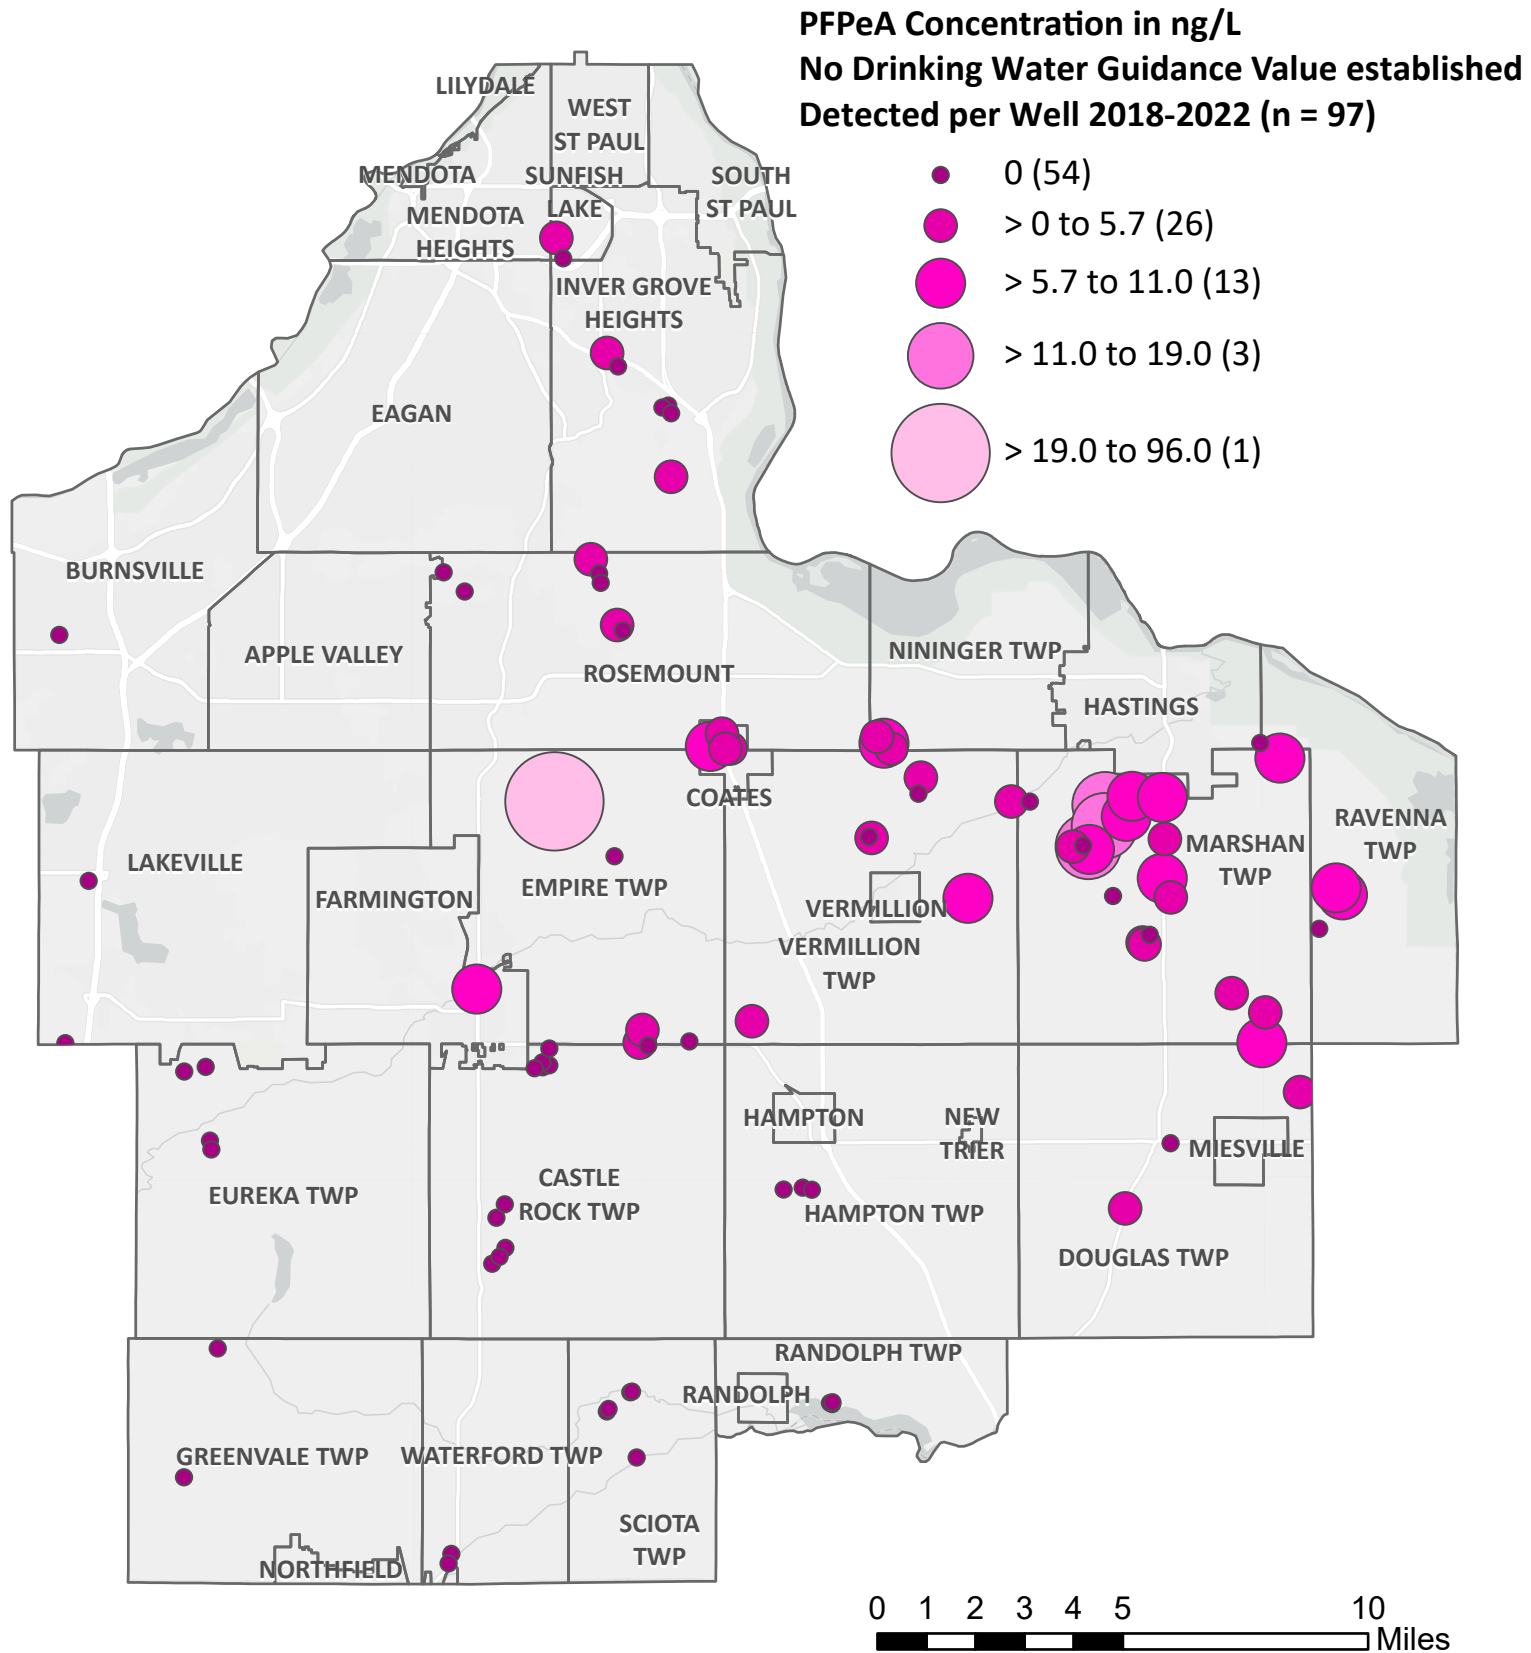 PFPeA Concentration in ng/L
No Drinking Water Guidance Value established
Detected per Well 2018-2022 (n = 97)
0 (54)
> 0 to 5.7 (26)
> 5.7 to 11.0 (13)
> 11.0 to 19.0 (3)
> 19.0 to 96.0 (1)
LILYDALE
WEST
ST PAUL
MENDOTA
SUNFISH
LAKE
SOUTH
ST PAUL
MENDOTA
HEIGHTS
INVER GROVE
HEIGHTS
EAGAN
BURNSVILLE
APPLE VALLEY
ROSEMOUNT
NININGER TWP
HASTINGS
COATES
RAVENNA
TWP
MARSHAN
TWP
LAKEVILLE
FARMINGTON
EMPIRE TWP
VERMILLION
VERMILLION
TWP
HAMPTON
NEW
TRIER
MIESVILLE
CASTLE
ROCK TWP
EUREKA TWP
HAMPTON TWP
DOUGLAS TWP
RANDOLPH TWP
RANDOLPH
GREENVALE TWP
WATERFORD TWP
SCIOTA
TWP
NORTHFIELD
0 1 2 3 4 5 10
Miles